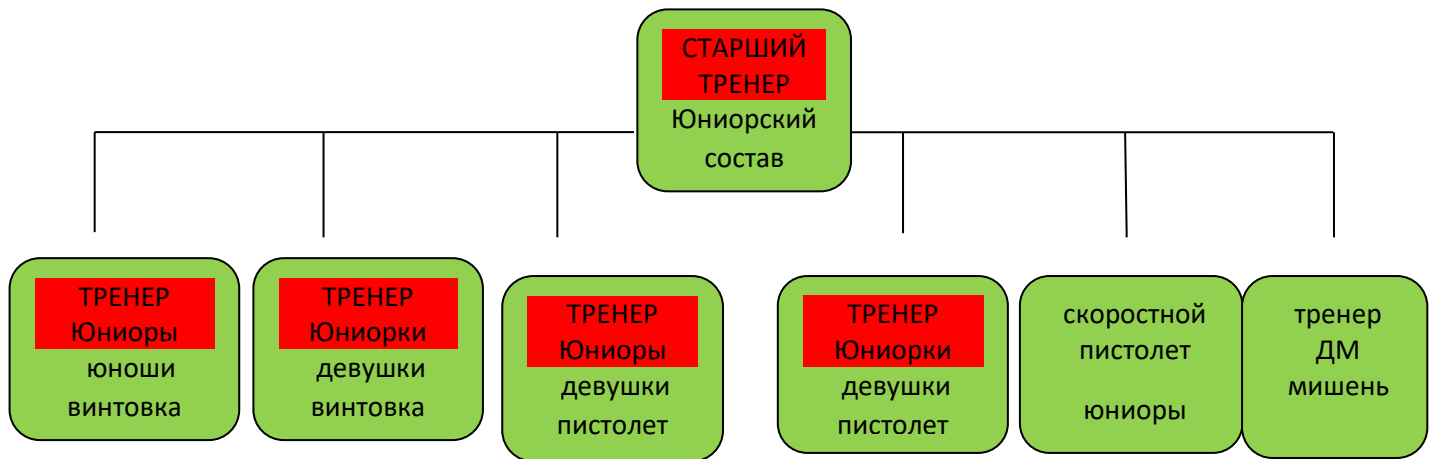 СТАРШИЙ
ТРЕНЕР
Юниорский
состав
ТРЕНЕР
Юниоры
юноши
винтовка
ТРЕНЕР
Юниорки
девушки
винтовка
ТРЕНЕР
Юниоры
девушки
пистолет
ТРЕНЕР
Юниорки
девушки
пистолет
скоростной
пистолет
юниоры
тренер
ДМ
мишень